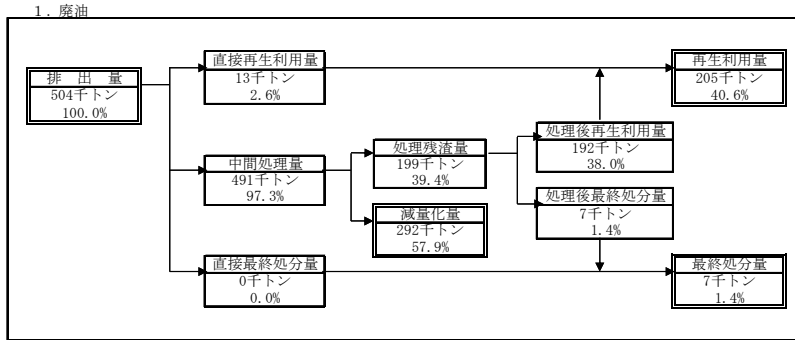 1．廃油
排　出　量
504千トン
100.0%
直接再生利用量
13千トン
2.6%
中間処理量
491千トン
97.3%
直接最終処分量
0千トン
0.0%
処理残渣量
199千トン
39.4%
減量化量
292千トン
57.9%
処理後再生利用量
192千トン
38.0%
処理後最終処分量
7千トン
1.4%
再生利用量
205千トン
40.6%
最終処分量
7千トン
1.4%